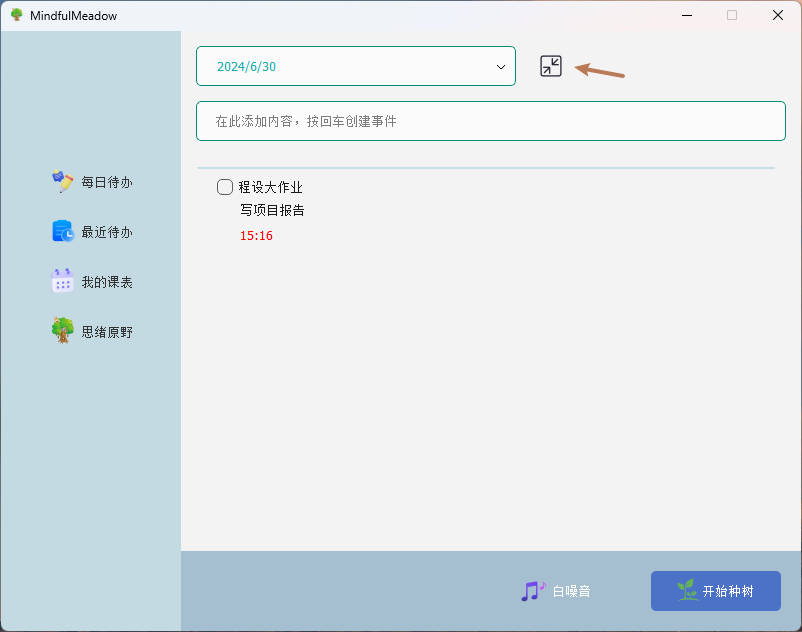 MindfulMeadow
2024/6/30
在此添加内容，按回车创建事件
程设大作业
写项目报告
15:16
每日待办
最近待办
我的课表
思绪原野
白噪音
开始种树